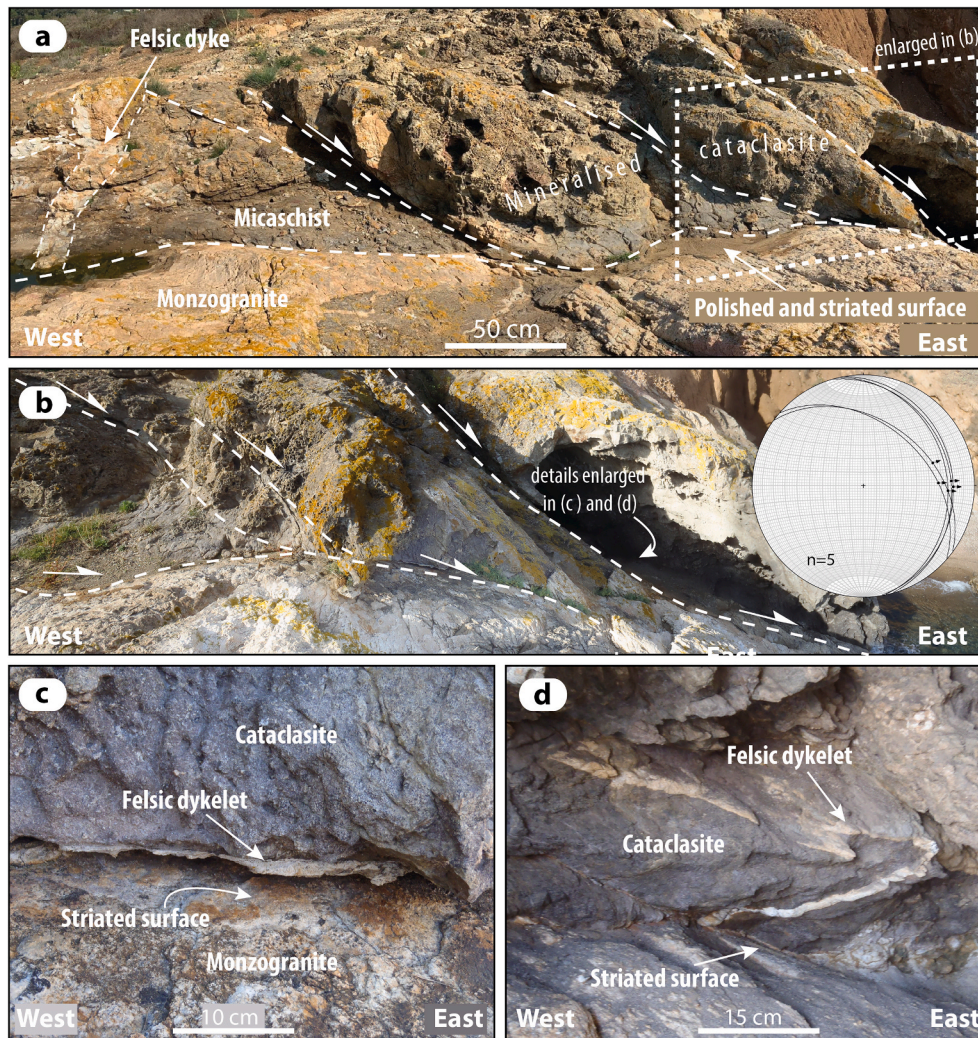 a
Felsic dyke
enlarged in (b)
Mineralised
cataclasite
Micaschist
Monzogranite
Polished and striated surface
West
50 cm
East
b
details enlarged
in (c ) and (d)
n=5
West
East
East
c
Cataclasite
Felsic dykelet
Striated surface
Monzogranite
West
10 cm
East
d
Felsic dykelet
Cataclasite
Striated surface
West
15 cm
East